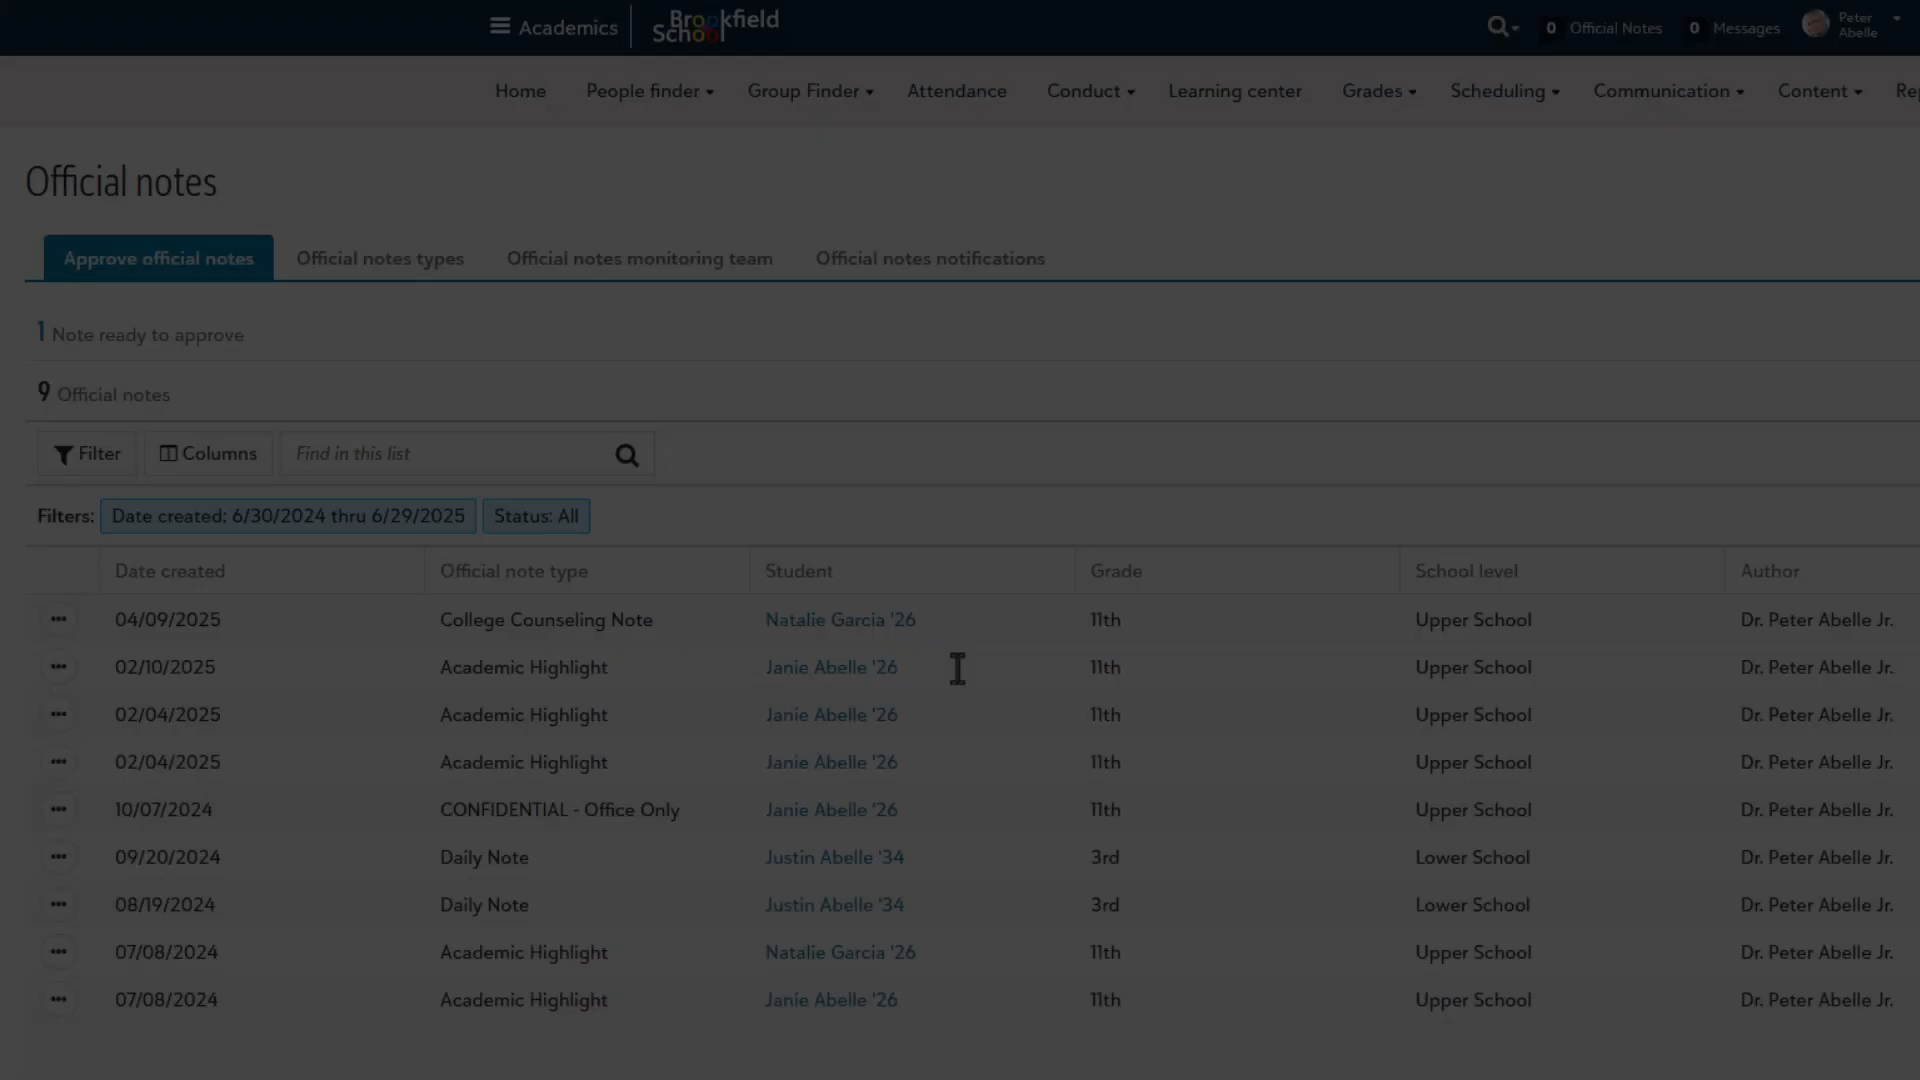 Academics
Brookfield
School
0 Official Notes
0 Messages
Peter
Abelle
Home People finder Group Finder Attendance Conduct Learning center Grades Scheduling Communication Content
Official notes
Approve official notes Official notes types Official notes monitoring team Official notes notifications
1 Note ready to approve
9 Official notes
Filter Columns Find in this list
Filters: Date created: 6/30/2024 thru 6/29/2025 Status: All
Date created Official note type Student Grade School level Author
04/09/2025 College Counseling Note Natalie Garcia '26 11th Upper School Dr. Peter Abelle Jr.
02/10/2025 Academic Highlight Janie Abelle '26 11th Upper School Dr. Peter Abelle Jr.
02/04/2025 Academic Highlight Janie Abelle '26 11th Upper School Dr. Peter Abelle Jr.
02/04/2025 Academic Highlight Janie Abelle '26 11th Upper School Dr. Peter Abelle Jr.
10/07/2024 CONFIDENTIAL - Office Only Janie Abelle '26 11th Upper School Dr. Peter Abelle Jr.
09/20/2024 Daily Note Justin Abelle '34 3rd Lower School Dr. Peter Abelle Jr.
08/19/2024 Daily Note Justin Abelle '34 3rd Lower School Dr. Peter Abelle Jr.
07/08/2024 Academic Highlight Natalie Garcia '26 11th Upper School Dr. Peter Abelle Jr.
07/08/2024 Academic Highlight Janie Abelle '26 11th Upper School Dr. Peter Abelle Jr.